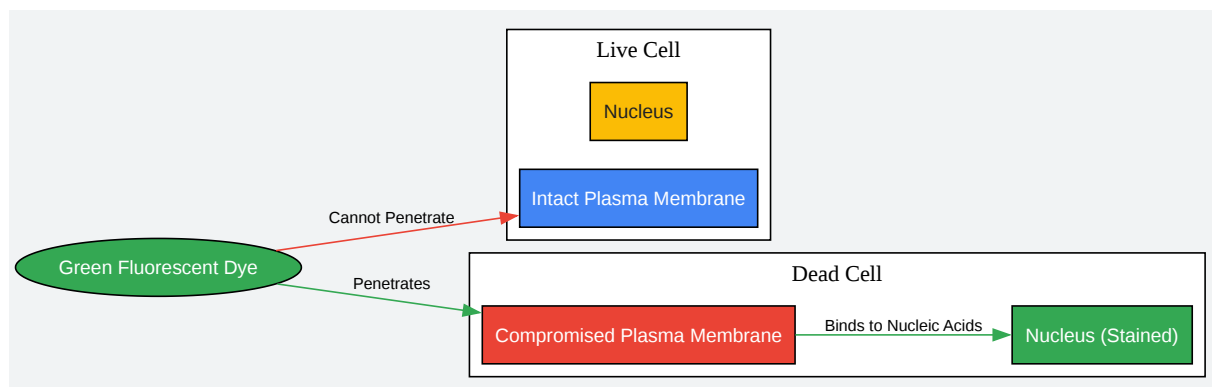 Live Cell
Nucleus
Intact Plasma Membrane
Cannot Penetrate
Green Fluorescent Dye
Penetrates
Dead Cell
Compromised Plasma Membrane
Binds to Nucleic Acids
Nucleus (Stained)